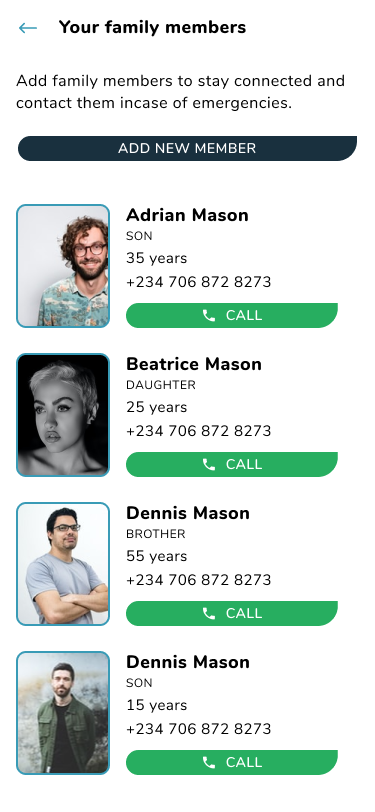 Your family members
Add family members to stay connected and
contact them incase of emergencies.
ADD NEW MEMBER
Adrian Mason
SON
35 years
+234 706 872 8273
CALL
Beatrice Mason
DAUGHTER
25 years
+234 706 872 8273
CALL
Dennis Mason
BROTHER
55 years
+234 706 872 8273
CALL
Dennis Mason
SON
15 years
+234 706 872 8273
CALL